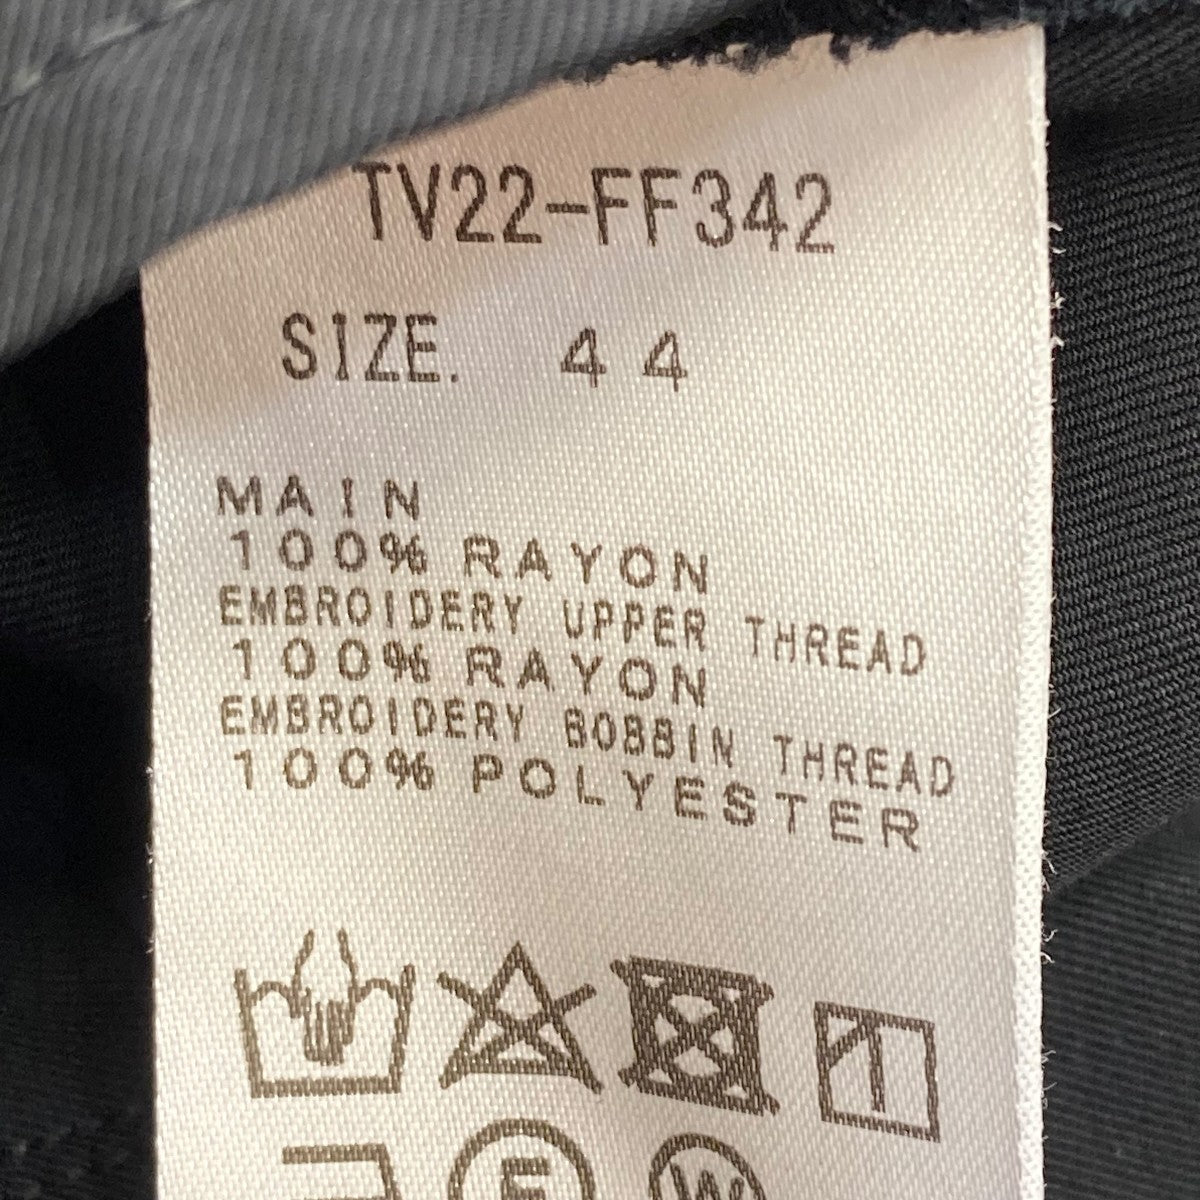 TV22-FF342
SIZE. 44
MAIN
100% RAYON
EMBROIDERY UPPER THREAD
100% RAYON
EMBROIDERY BOBBIN THREAD
100% POLYESTER
F W